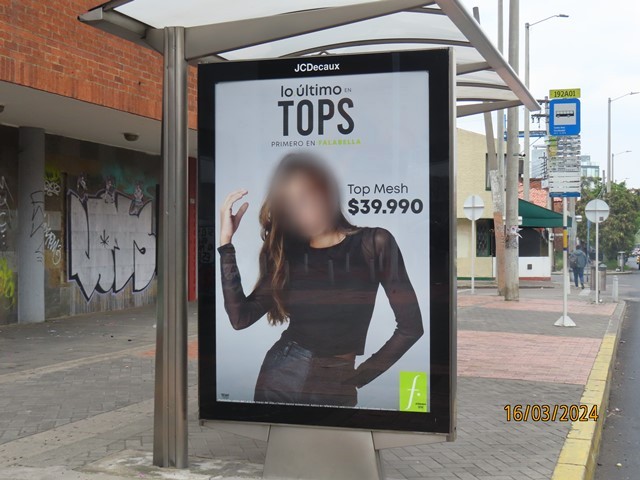 JCDecaux
lo último EN
TOPS
PRIMERO EN FALABELLA
Top Mesh
$39.990
f.
192A01
16/03/2024